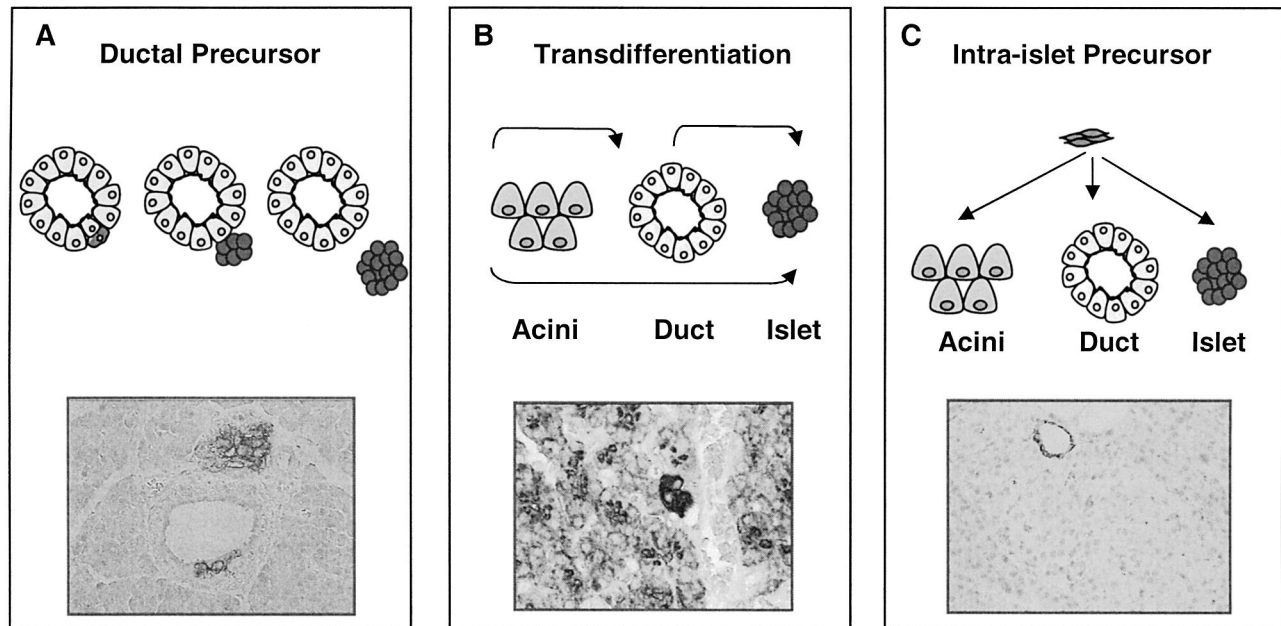 A
Ductal Precursor
B
Transdifferentiation
Acini Duct Islet
C
Intra-islet Precursor
Acini Duct Islet